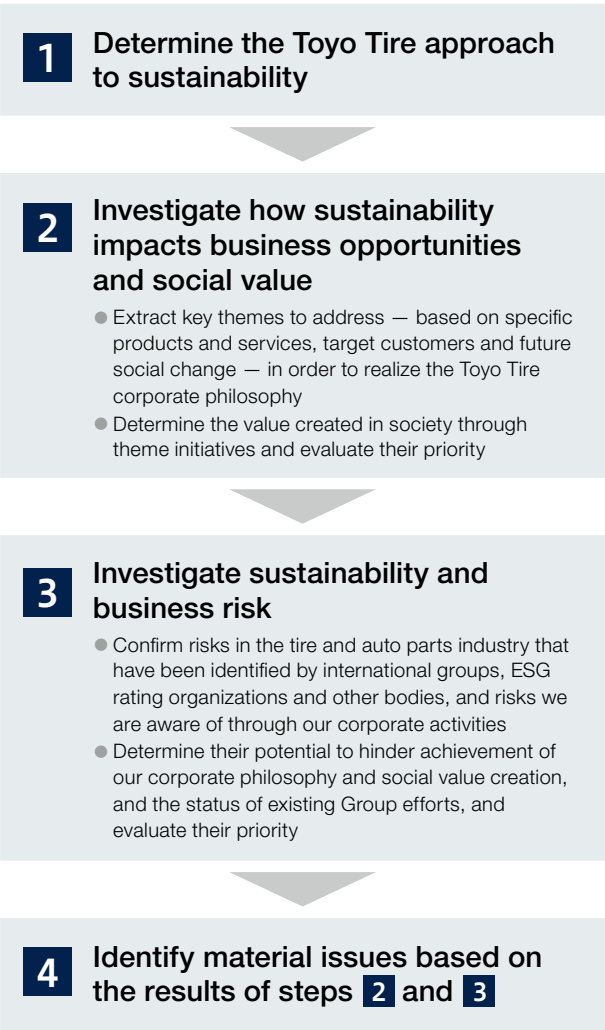 1 Determine the Toyo Tire approach
to sustainability
2 Investigate how sustainability
impacts business opportunities
and social value
● Extract key themes to address — based on specific
products and services, target customers and future
social change — in order to realize the Toyo Tire
corporate philosophy
● Determine the value created in society through
theme initiatives and evaluate their priority
3 Investigate sustainability and
business risk
● Confirm risks in the tire and auto parts industry that
have been identified by international groups, ESG
rating organizations and other bodies, and risks we
are aware of through our corporate activities
● Determine their potential to hinder achievement of
our corporate philosophy and social value creation,
and the status of existing Group efforts, and
evaluate their priority
4 Identify material issues based on
the results of steps 2 and 3